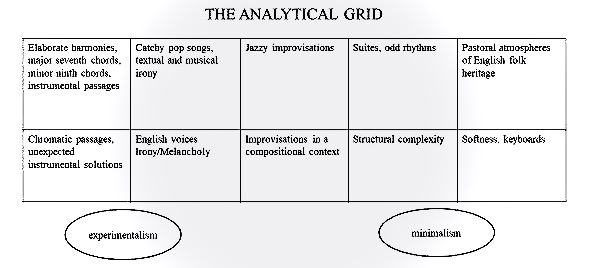 THE ANALYTICAL GRID
Elaborate harmonies,
major seventh chords,
minor ninth chords,
instrumental passages
Catchy pop songs,
textual and musical
irony
Jazzy improvisations
Suites, odd rhythms
Pastoral atmospheres
of English folk
heritage
Chromatic passages,
unexpected
instrumental solutions
English voices
Irony/Melancholy
Improvisations in a
compositional context
Structural complexity
Softness, keyboards
experimentalism
minimalism